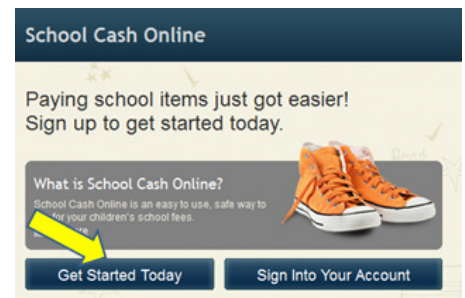 School Cash Online
Paying school items just got easier!
Sign up to get started today.
What is School Cash Online?
School Cash Online is an easy to use, safe way to
for your children's school fees.
Get Started Today
Sign Into Your Account